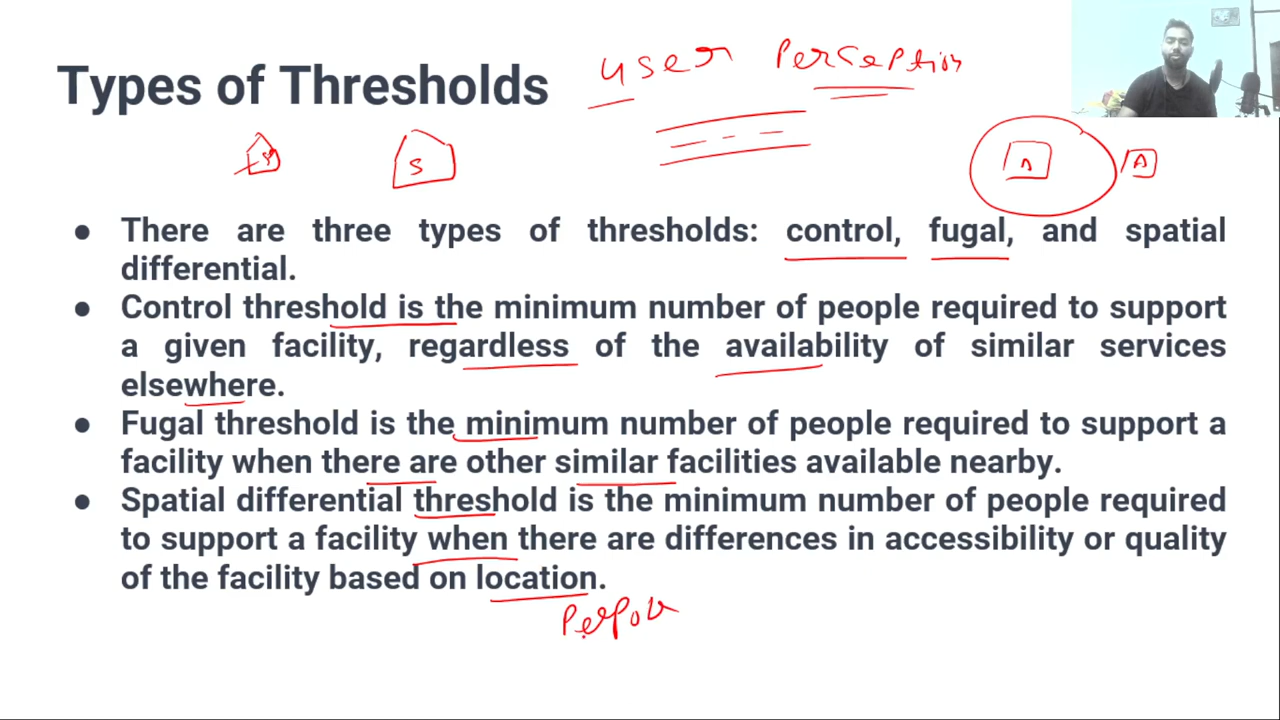 user perception
Types of Thresholds
S
A
A
● There are three types of thresholds: control, fugal, and spatial
differential.
● Control threshold is the minimum number of people required to support
a given facility, regardless of the availability of similar services
elsewhere.
● Fugal threshold is the minimum number of people required to support a
facility when there are other similar facilities available nearby.
● Spatial differential threshold is the minimum number of people required
to support a facility when there are differences in accessibility or quality
of the facility based on location.